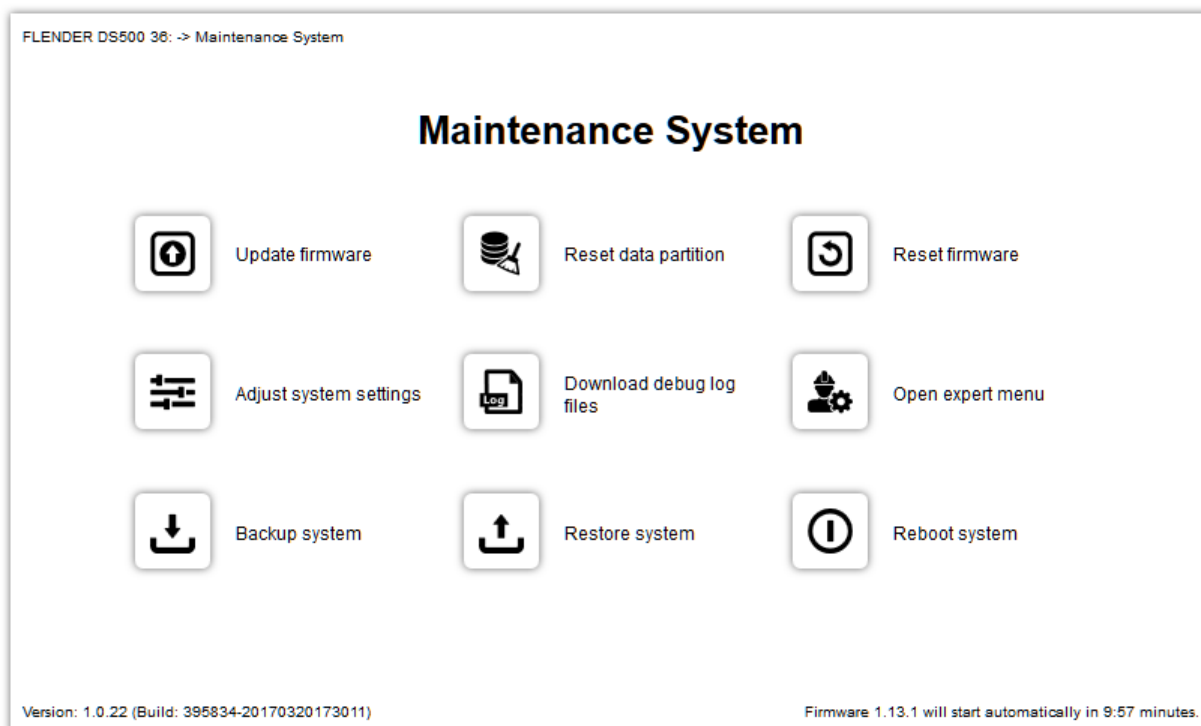 FLENDER DS500 36: -> Maintenance System
Maintenance System
Update firmware
Reset data partition
Reset firmware
Adjust system settings
Log
Download debug log
files
Open expert menu
Backup system
Restore system
Reboot system
Version: 1.0.22 (Build: 395834-20170320173011)
Firmware 1.13.1 will start automatically in 9:57 minutes.